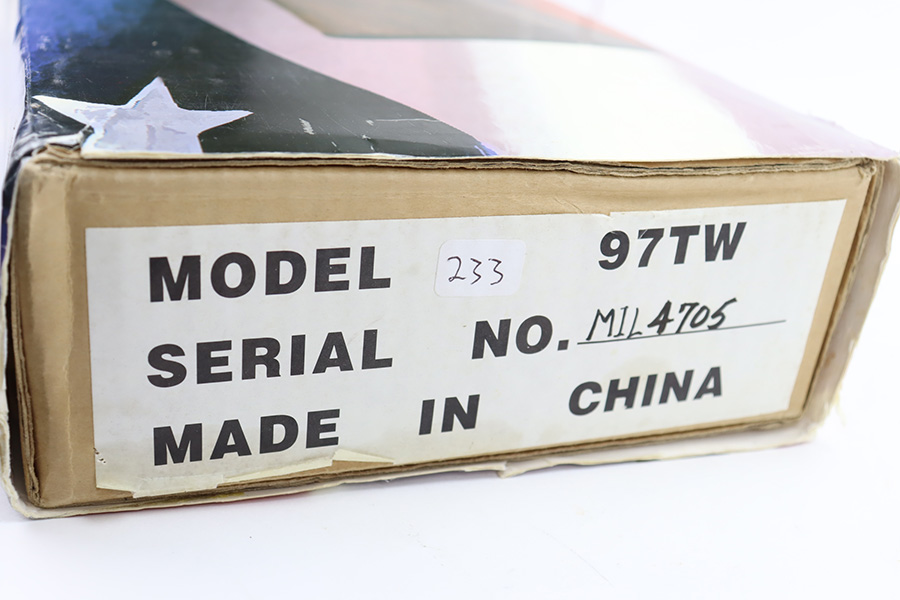 MODEL 233 97TW
SERIAL NO. MIL4705
MADE IN CHINA